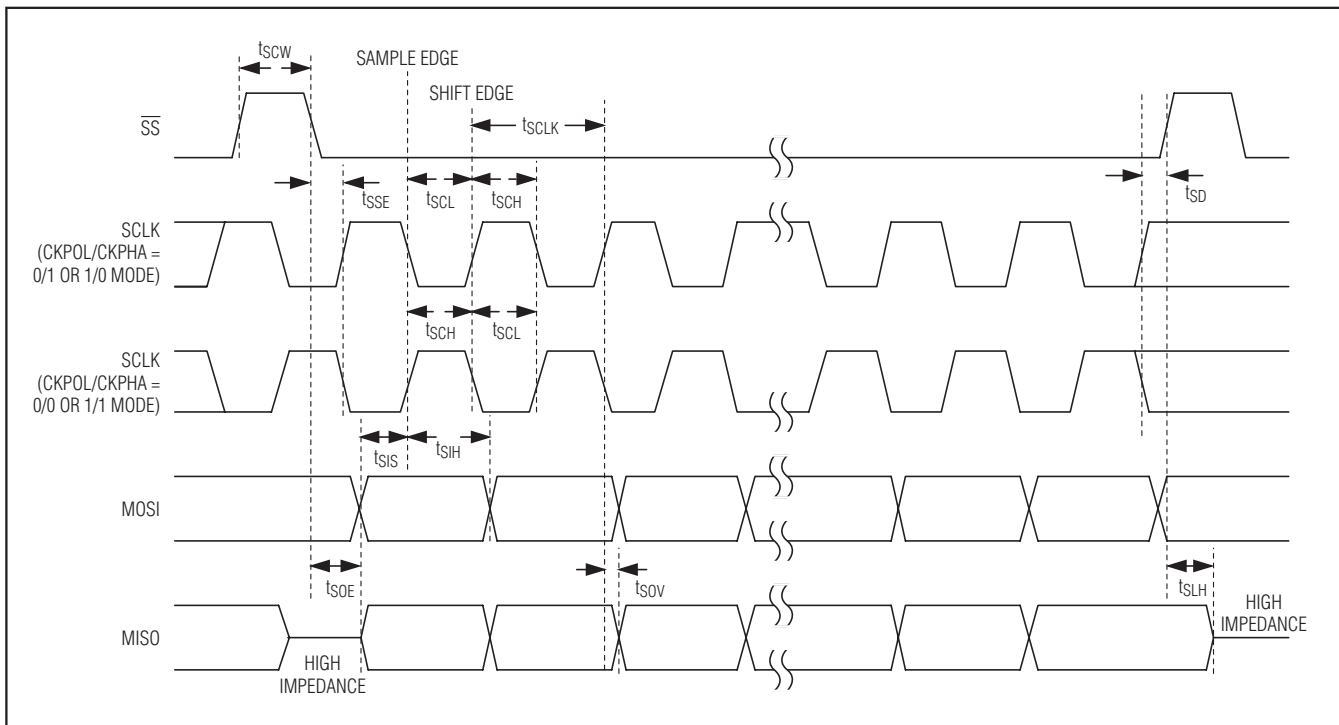 tSCW
SAMPLE EDGE
SHIFT EDGE
tSCLK
SS
tSSE
tSCL
tSCH
tSD
SCLK
(CKPOL/CKPHA =
0/1 OR 1/0 MODE)
tSCH
tSCL
SCLK
(CKPOL/CKPHA =
0/0 OR 1/1 MODE)
tSIS
tSIH
MOSI
tSOE
tSOV
tSLH
HIGH
IMPEDANCE
MISO
HIGH
IMPEDANCE